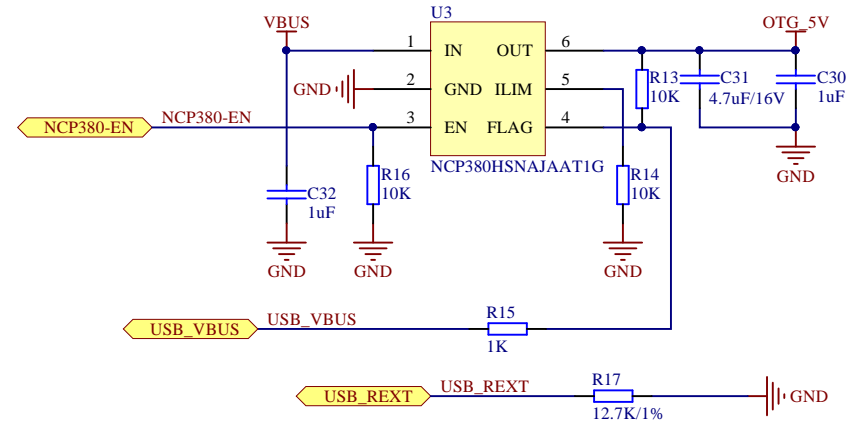 U3
VBUS
OTG_5V
1 IN OUT 6
GND 2 GND ILIM 5
3 EN FLAG 4
R13
10K
C31
4.7uF/16V
C30
1uF
NCP380-EN NCP380-EN
NCP380HSNAJAAT1G
GND
C32
1uF
R16
10K
R14
10K
GND GND GND
USB_VBUS USB_VBUS
R15
1K
USB_REXT USB_REXT
R17
12.7K/1%
GND